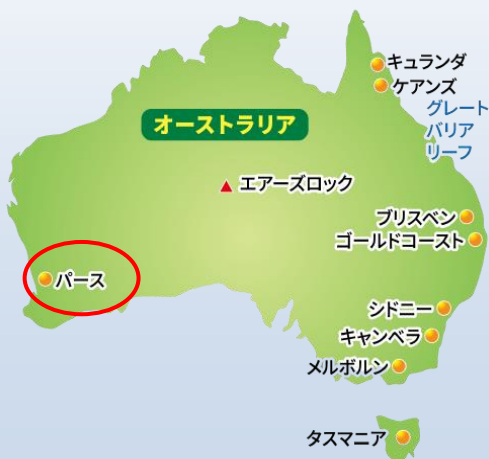 キュランダ
ケアンズ
グレート
バリア
リーフ
オーストラリア
エアーズロック
ブリスベン
ゴールドコースト
パース
シドニー
キャンベラ
メルボルン
タスマニア